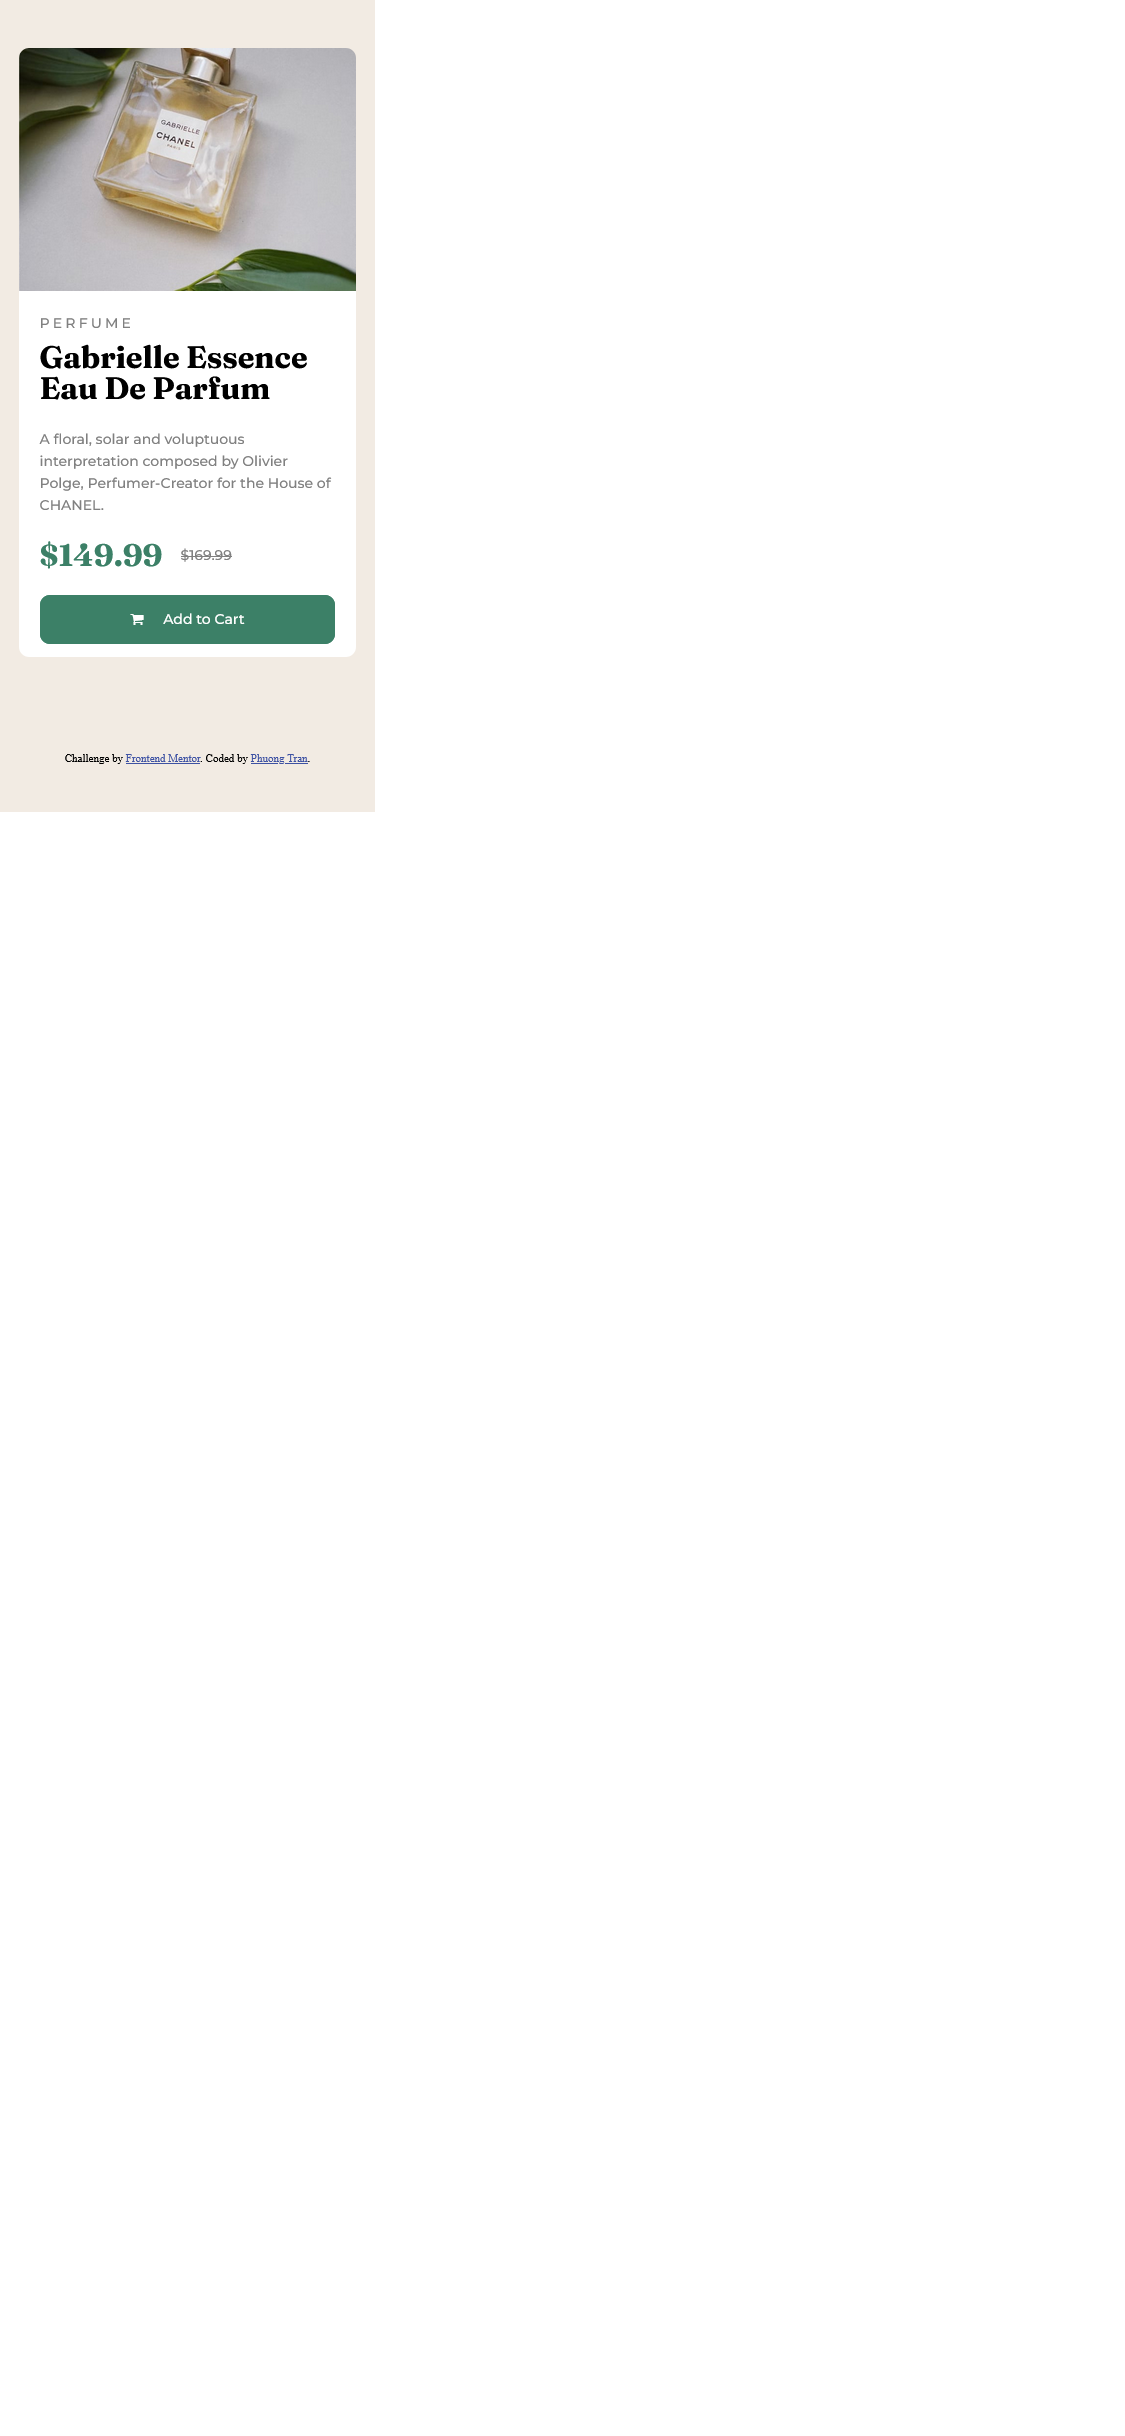 GABRIELLE
CHANEL
PARIS
PERFUME
Gabrielle Essence
Eau De Parfum
A floral, solar and voluptuous
interpretation composed by Olivier
Polge, Perfumer-Creator for the House of
CHANEL.
$149.99 $169.99
Add to Cart
Challenge by Frontend Mentor. Coded by Phuong Tran.